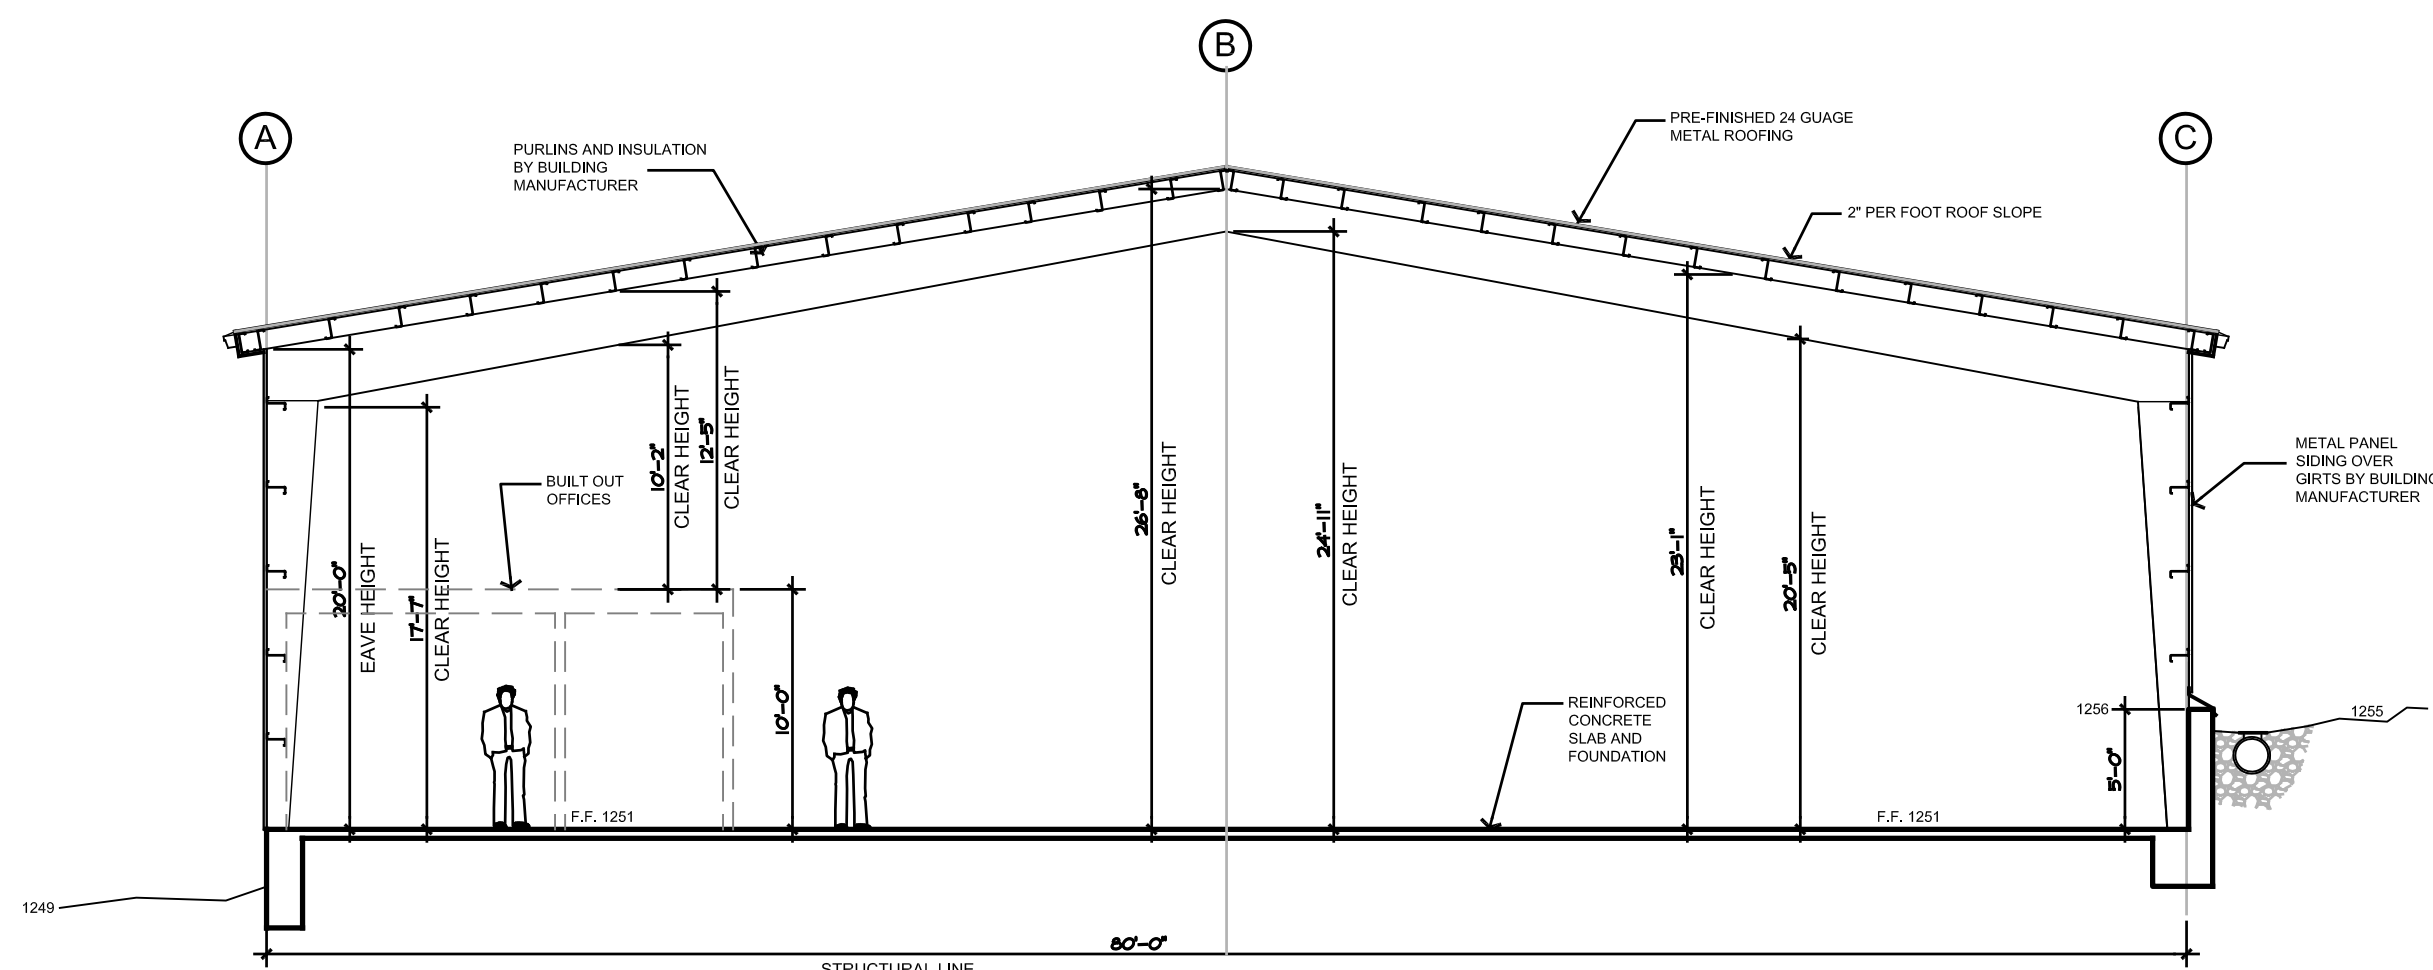 B
A
C
PRE-FINISHED 24 GUAGE
METAL ROOFING
PURLINS AND INSULATION
BY BUILDING
MANUFACTURER
2" PER FOOT ROOF SLOPE
BUILT OUT
OFFICES
10'-2"
CLEAR HEIGHT
12'-5"
CLEAR HEIGHT
20'-0"
EAVE HEIGHT
17'-7"
CLEAR HEIGHT
10'-0"
26'-8"
CLEAR HEIGHT
24'-11"
CLEAR HEIGHT
23'-1"
CLEAR HEIGHT
20'-5"
CLEAR HEIGHT
METAL PANEL
SIDING OVER
GIRTS BY BUILDING
MANUFACTURER
REINFORCED
CONCRETE
SLAB AND
FOUNDATION
1256
1255
5'-0"
F.F. 1251
F.F. 1251
1249
80'-0"
STRUCTURAL LINE